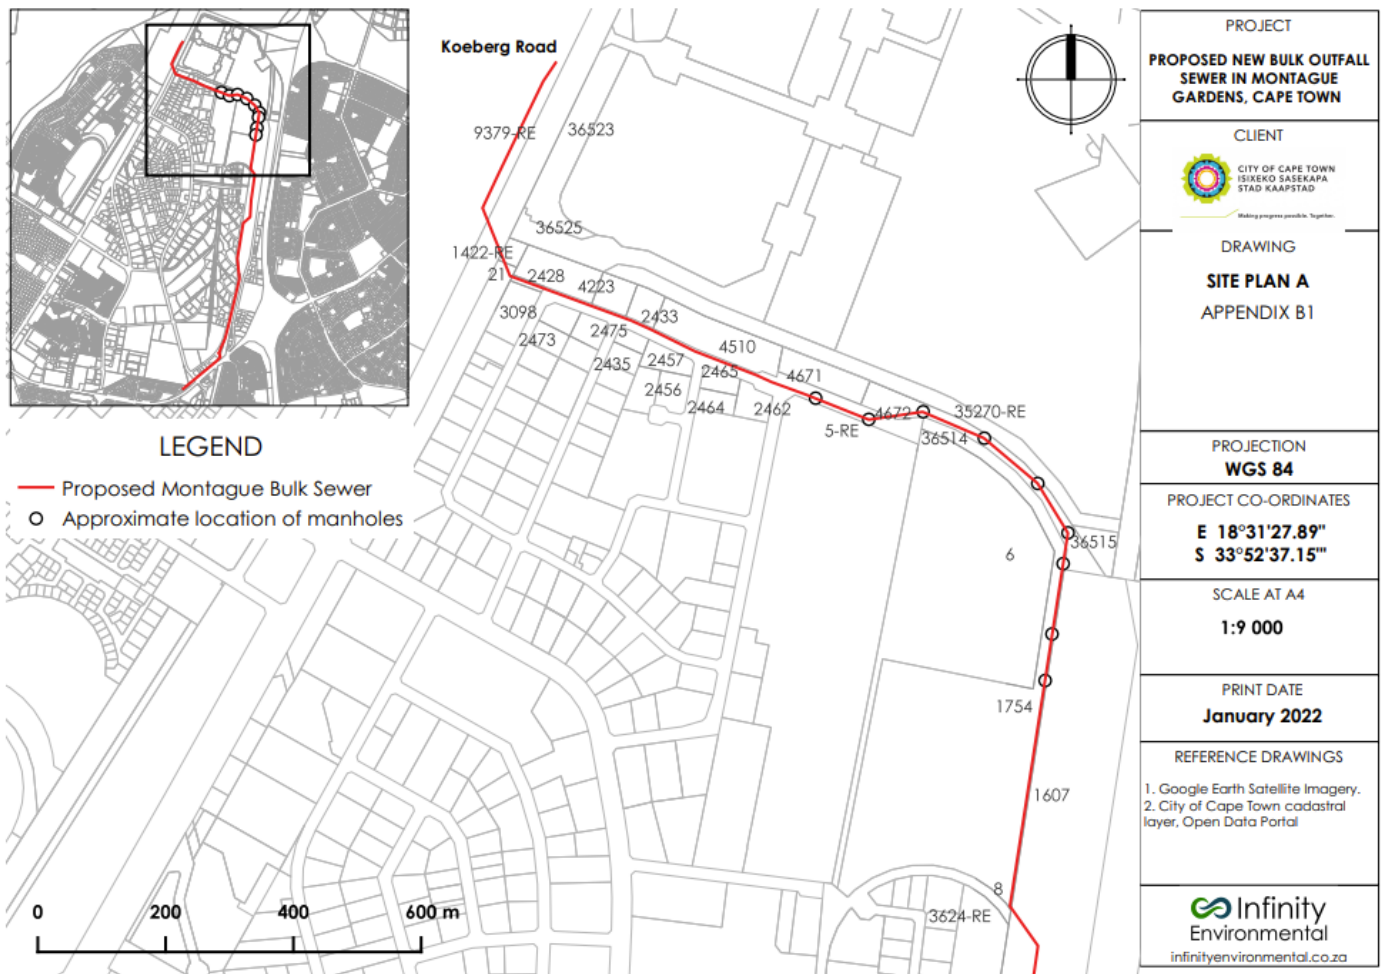 Koeberg Road
9379-RE
36523
36525
1422-RE
21
2428
4223
3098
2433
2475
2473
4510
2435
2457
2465
4671
2456
2464
2462
4672
35270-RE
5-RE
36514
36515
6
1754
1607
8
3624-RE
LEGEND
Proposed Montague Bulk Sewer
Approximate location of manholes
0
200
400
600 m
PROJECT
PROPOSED NEW BULK OUTFALL
SEWER IN MONTAGUE
GARDENS, CAPE TOWN
CLIENT
CITY OF CAPE TOWN
ISIXEKO SASEKAPA
STAD KAAPSTAD
Making progress possible. Together.
DRAWING
SITE PLAN A
APPENDIX B1
PROJECTION
WGS 84
PROJECT CO-ORDINATES
E 18°31'27.89"
S 33°52'37.15'"
SCALE AT A4
1:9 000
PRINT DATE
January 2022
REFERENCE DRAWINGS
1. Google Earth Satellite Imagery.
2. City of Cape Town cadastral
layer, Open Data Portal
Infinity
Environmental
infinityenvironmental.co.za